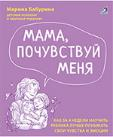 Марина Бабурина
МАМА,
ПОЧУВСТВУЙ
МЕНЯ
КАК ЗА 4 НЕДЕЛИ НАУЧИТЬ
РЕБЕНКА ЛУЧШЕ ПОНИМАТЬ
СВОИ ЧУВСТВА И ЭМОЦИИ